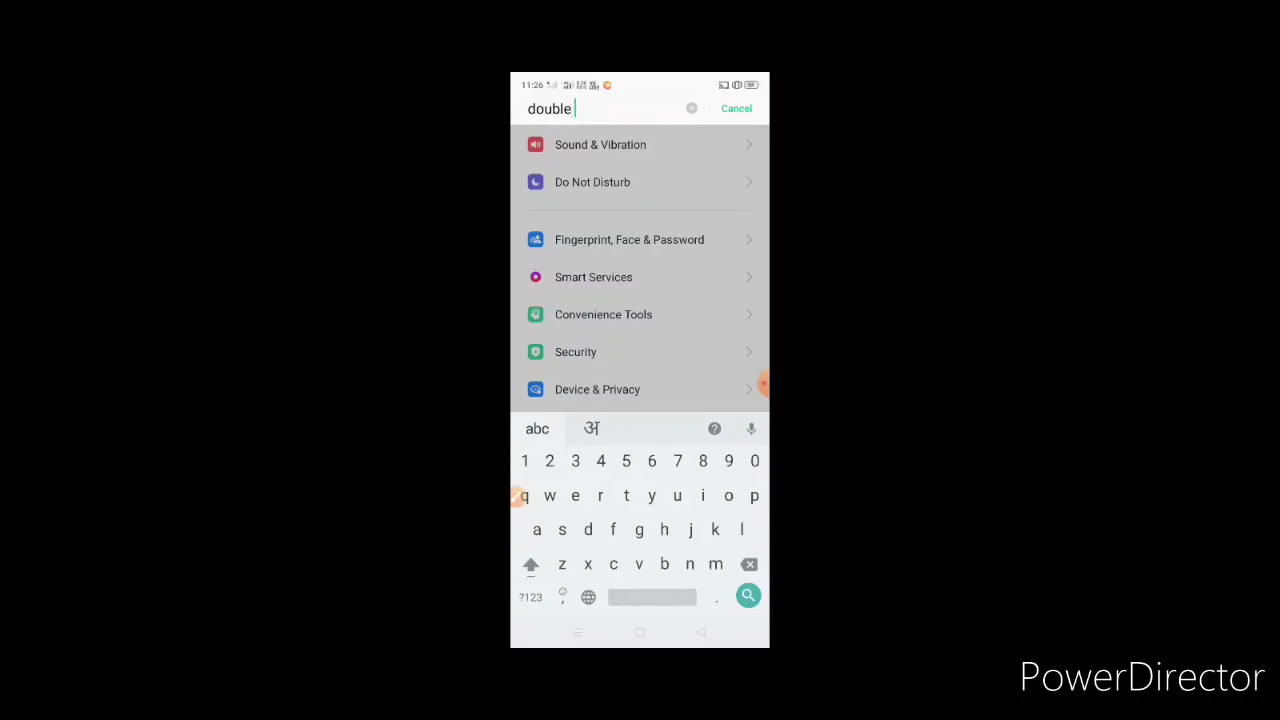 11:26
double
Cancel
Sound & Vibration
Do Not Disturb
Fingerprint, Face & Password
Smart Services
Convenience Tools
Security
Device & Privacy
abc अ
1 2 3 4 5 6 7 8 9 0
q w e r t y u i o p
a s d f g h j k l
z x c v b n m
?123 , .
PowerDirector